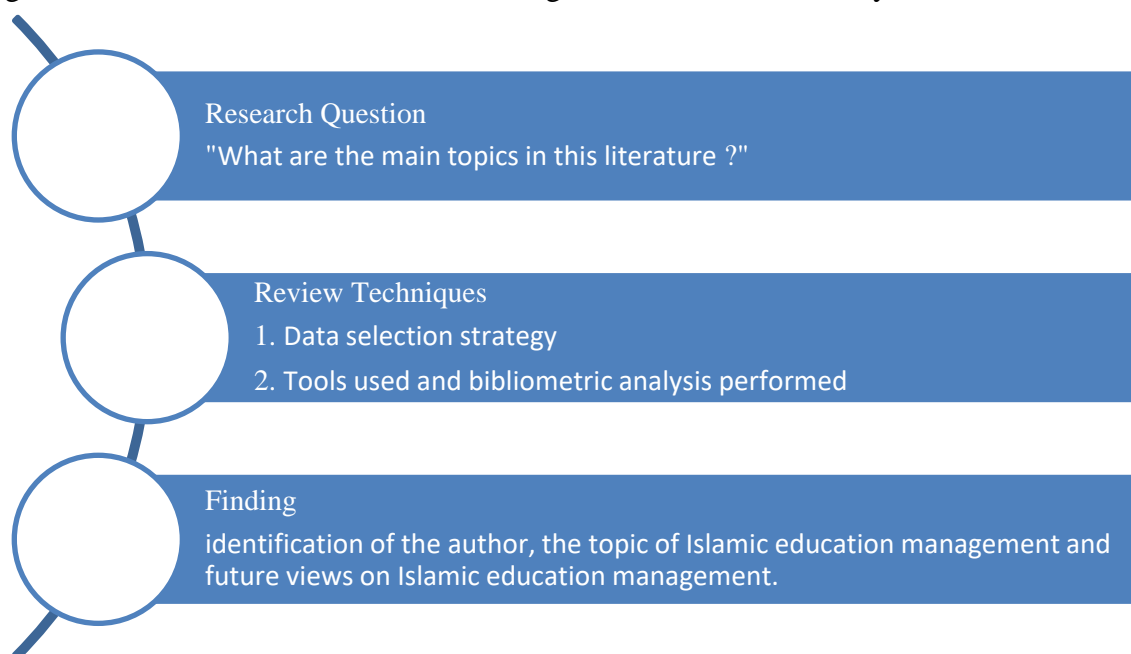 Research Question
"What are the main topics in this literature ?"
Review Techniques
1. Data selection strategy
2. Tools used and bibliometric analysis performed
Finding
identification of the author, the topic of Islamic education management and
future views on Islamic education management.